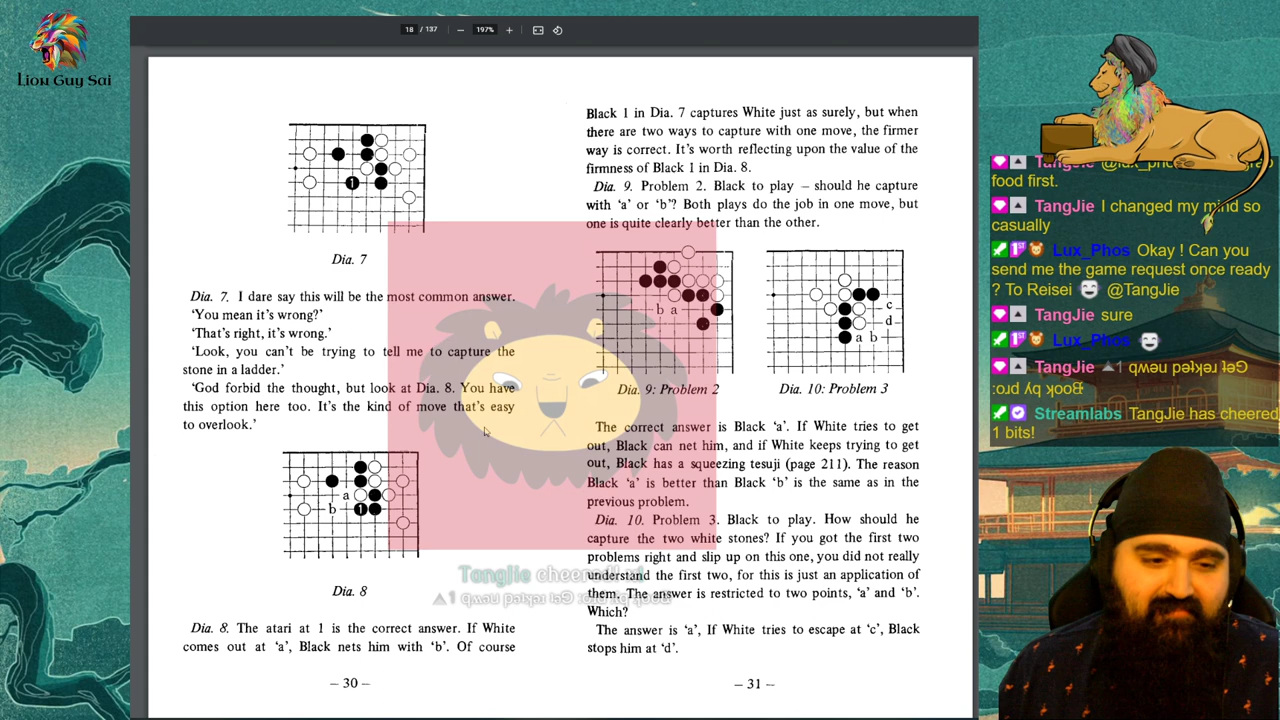 Lion Guy Sai
18 / 137
197%
Dia. 7
Dia. 7. I dare say this will be the most common answer.
‘You mean it’s wrong?’
‘That’s right, it’s wrong.’
‘Look, you can’t be trying to tell me to capture the
stone in a ladder.’
‘God forbid the thought, but look at Dia. 8. You have
this option here too. It’s the kind of move that’s easy
to overlook.’
1
a
b
1
Dia. 8
Dia. 8. The atari at 1 is the correct answer. If White
comes out at ‘a’, Black nets him with ‘b’. Of course
– 30 –
Black 1 in Dia. 7 captures White just as surely, but when
there are two ways to capture with one move, the firmer
way is correct. It’s worth reflecting upon the value of the
firmness of Black 1 in Dia. 8.
Dia. 9. Problem 2. Black to play – should he capture
with ‘a’ or ‘b’? Both plays do the job in one move, but
one is quite clearly better than the other.
b a
c
d
a b
Dia. 9: Problem 2
Dia. 10: Problem 3
The correct answer is Black ‘a’. If White tries to get
out, Black can net him, and if White keeps trying to get
out, Black has a squeezing tesuji (page 211). The reason
Black ‘a’ is better than Black ‘b’ is the same as in the
previous problem.
Dia. 10. Problem 3. Black to play. How should he
capture the two white stones? If you got the first two
problems right and slip up on this one, you did not really
understand the first two, for this is just an application of
them. The answer is restricted to two points, ‘a’ and ‘b’.
Which?
The answer is ‘a’, If White tries to escape at ‘c’, Black
stops him at ‘d’.
– 31 –
TangJie cheered! x1
food first.
TangJie I changed my mind so
casually
Lux_Phos Okay ! Can you
send me the game request once ready
? To Reisei @TangJie
TangJie sure
Lux_Phos
TangJie 1 qɯǝu pǝʞɐʇ ʇǝ⅁
:oɹd ʎq ʞooᗺ
Streamlabs TangJie has cheered
1 bits!